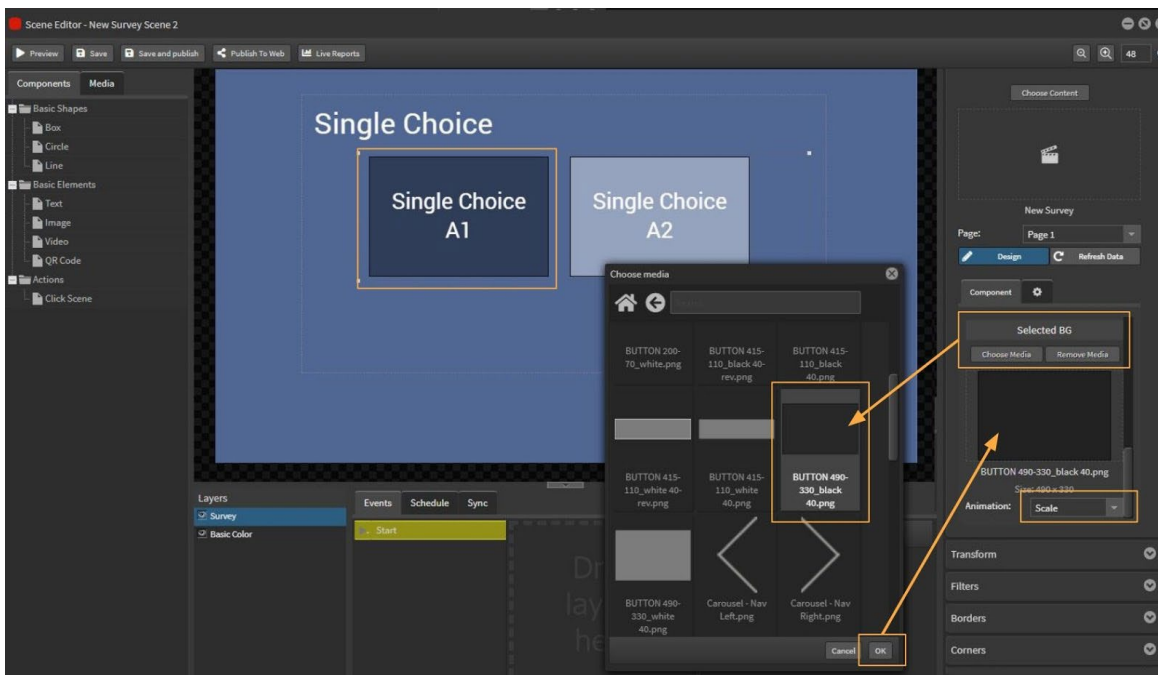 Scene Editor - New Survey Scene 2
Preview Save Save and publish Publish To Web Live Reports
48
Components Media
Basic Shapes
Box
Circle
Line
Basic Elements
Text
Image
Video
QR Code
Actions
Click Scene
Single Choice
Single Choice
A1
Single Choice
A2
Choose media
BUTTON 200-
70_white.png
BUTTON 415-
110_black 40-
rev.png
BUTTON 415-
110_black
40.png
BUTTON 415-
110_white 40-
rev.png
BUTTON 415-
110_white
40.png
BUTTON 490-
330_black
40.png
BUTTON 490-
330_white
40.png
Carousel - Nav
Left.png
Carousel - Nav
Right.png
Cancel OK
Layers
Survey
Basic Color
Events Schedule Sync
Start
Choose Content
New Survey
Page: Page 1
Design Refresh Data
Component
Selected BG
Choose Media Remove Media
BUTTON 490-330_black 40.png
Size: 490 x 330
Animation: Scale
Transform
Filters
Borders
Corners